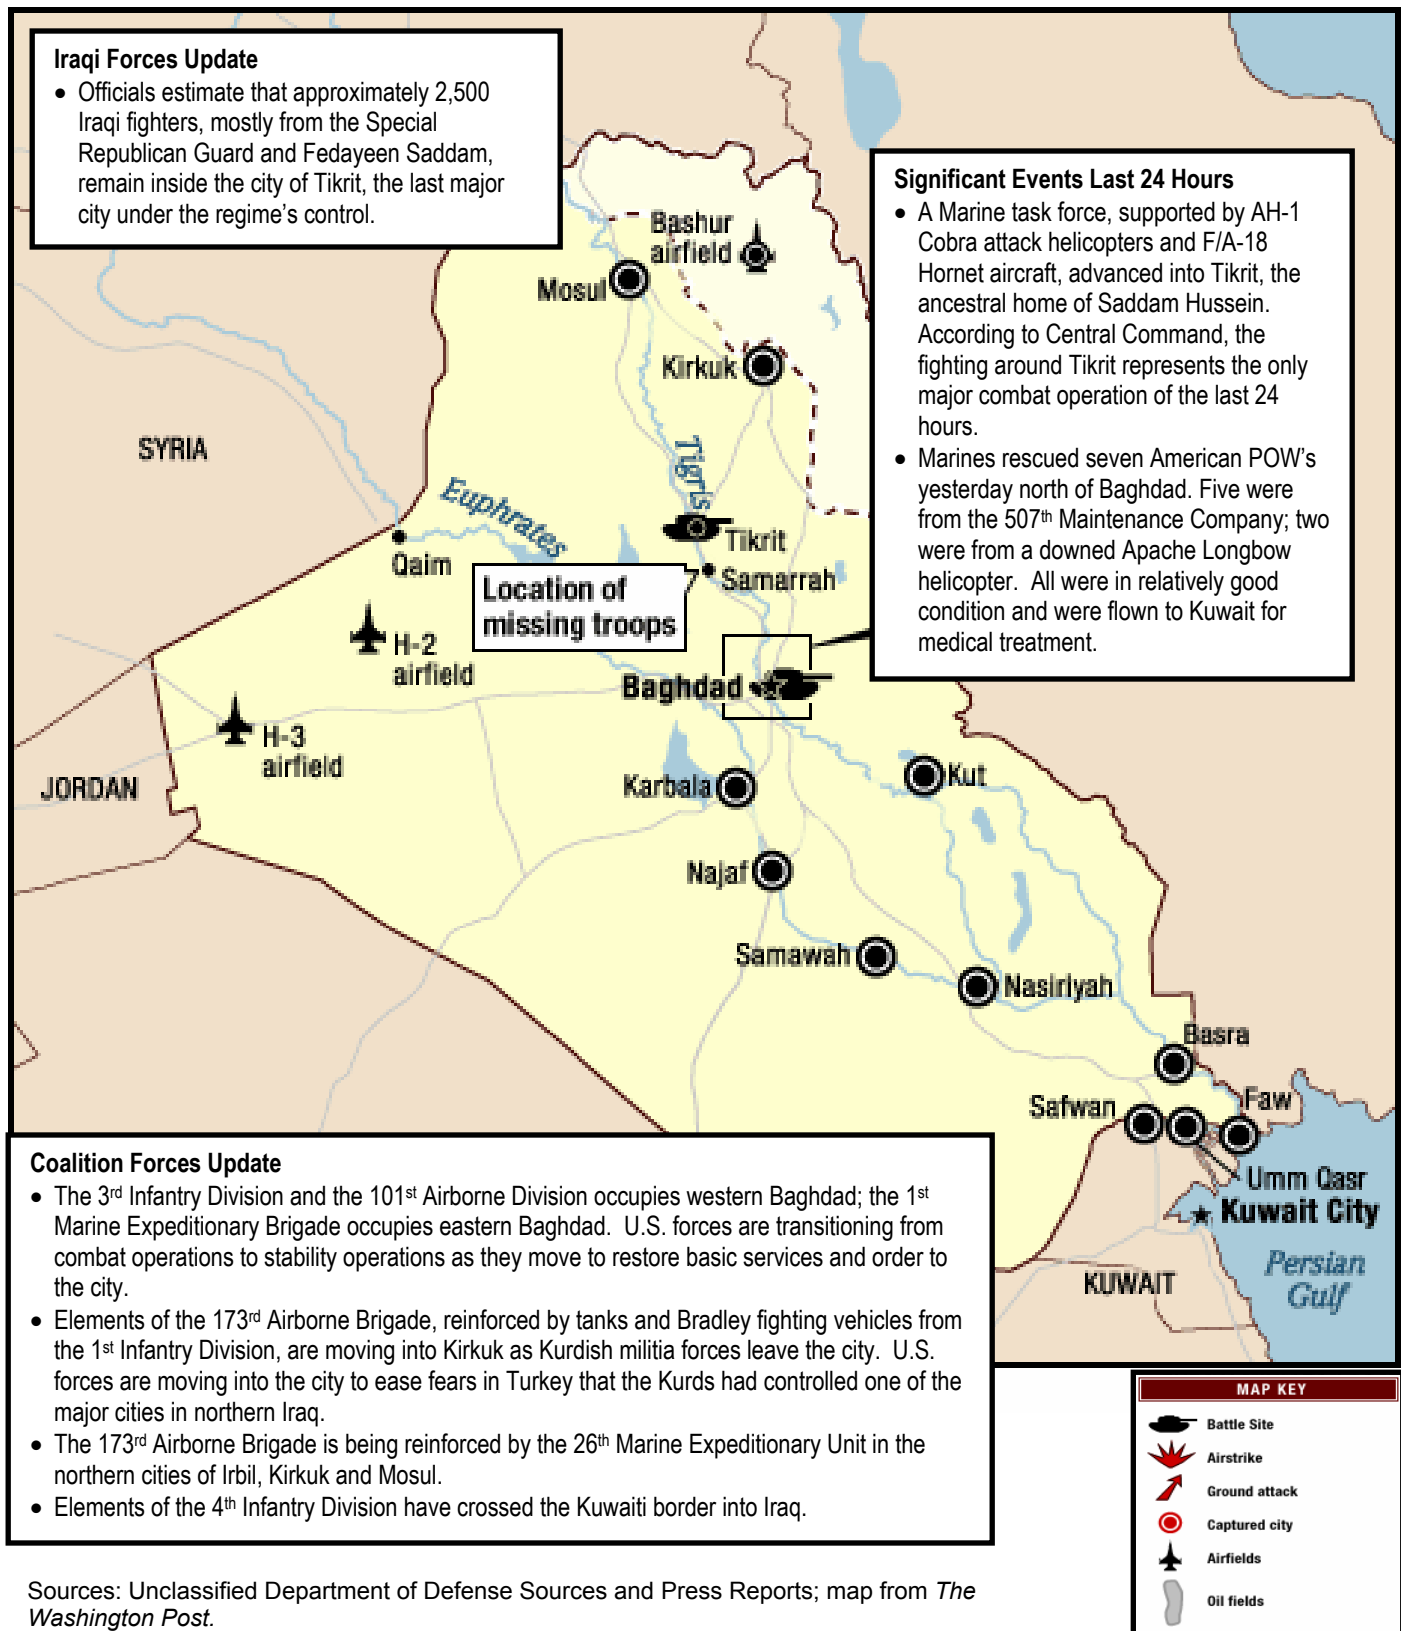 Iraqi Forces Update
• Officials estimate that approximately 2,500
Iraqi fighters, mostly from the Special
Republican Guard and Fedayeen Saddam,
remain inside the city of Tikrit, the last major
city under the regime's control.
Significant Events Last 24 Hours
• A Marine task force, supported by AH-1
Cobra attack helicopters and F/A-18
Hornet aircraft, advanced into Tikrit, the
ancestral home of Saddam Hussein.
According to Central Command, the
fighting around Tikrit represents the only
major combat operation of the last 24
hours.
• Marines rescued seven American POW's
yesterday north of Baghdad. Five were
from the 507th Maintenance Company; two
were from a downed Apache Longbow
helicopter. All were in relatively good
condition and were flown to Kuwait for
medical treatment.
Bashur
airfield
Mosul
Kirkuk
SYRIA
Tigris
Euphrates
Tikrit
Qaim
Samarrah
Location of
missing troops
H-2
airfield
Baghdad
H-3
airfield
JORDAN
Karbala
Kut
Najaf
Samawah
Nasiriyah
Basra
Safwan
Faw
Umm Qasr
Kuwait City
KUWAIT
Persian
Gulf
Coalition Forces Update
• The 3rd Infantry Division and the 101st Airborne Division occupies western Baghdad; the 1st
Marine Expeditionary Brigade occupies eastern Baghdad. U.S. forces are transitioning from
combat operations to stability operations as they move to restore basic services and order to
the city.
• Elements of the 173rd Airborne Brigade, reinforced by tanks and Bradley fighting vehicles from
the 1st Infantry Division, are moving into Kirkuk as Kurdish militia forces leave the city. U.S.
forces are moving into the city to ease fears in Turkey that the Kurds had controlled one of the
major cities in northern Iraq.
• The 173rd Airborne Brigade is being reinforced by the 26th Marine Expeditionary Unit in the
northern cities of Irbil, Kirkuk and Mosul.
• Elements of the 4th Infantry Division have crossed the Kuwaiti border into Iraq.
MAP KEY
Battle Site
Airstrike
Ground attack
Captured city
Airfields
Oil fields
Sources: Unclassified Department of Defense Sources and Press Reports; map from The
Washington Post.